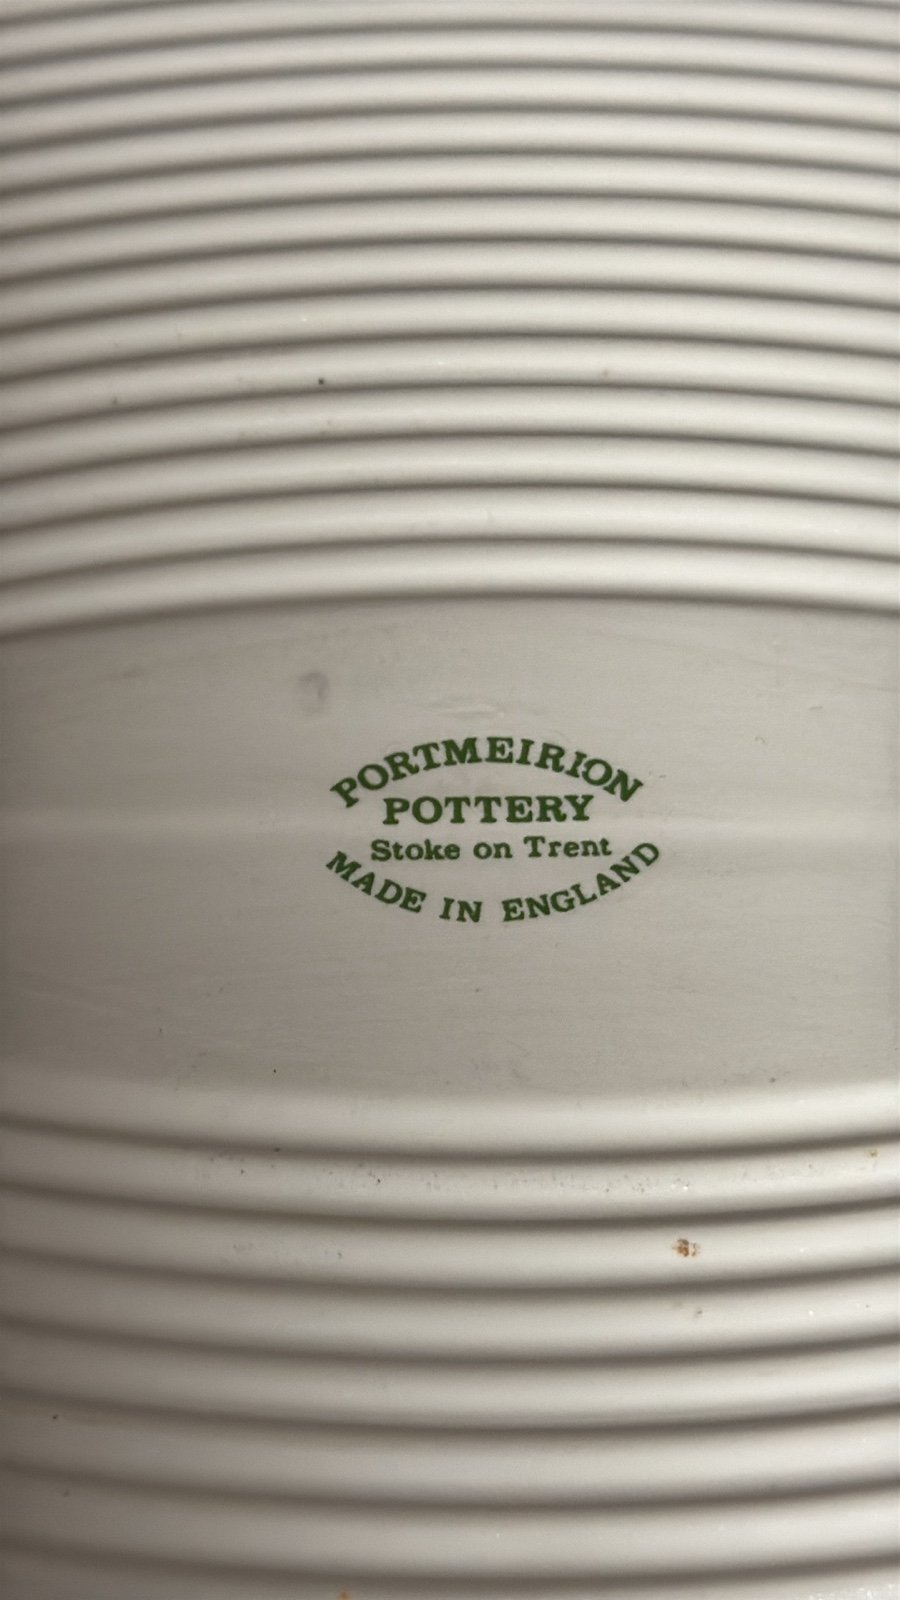 PORTMEIRION
POTTERY
Stoke on Trent
MADE IN ENGLAND